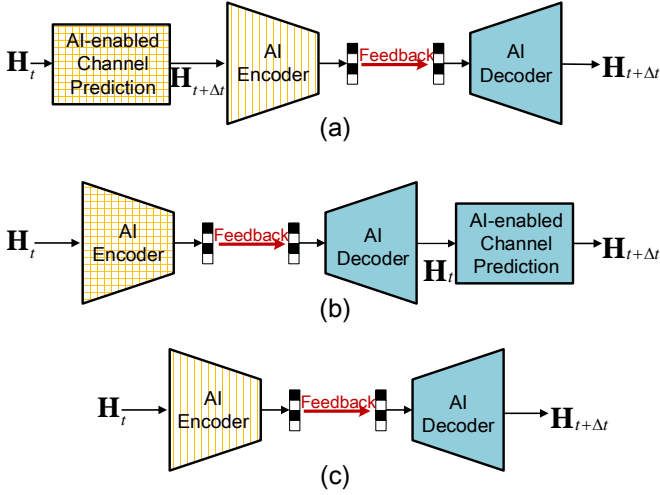 H_t
AI-enabled
Channel
Prediction
H_{t+Δt}
AI
Encoder
Feedback
AI
Decoder
H_{t+Δt}
(a)
H_t
AI
Encoder
Feedback
AI
Decoder
H_t
AI-enabled
Channel
Prediction
H_{t+Δt}
(b)
H_t
AI
Encoder
Feedback
AI
Decoder
H_{t+Δt}
(c)